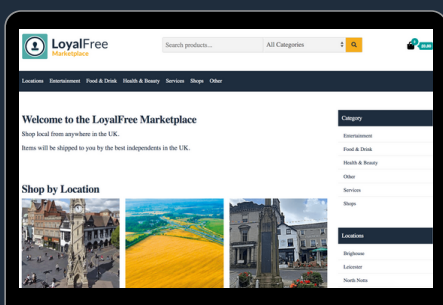 LoyalFree
Marketplace
Search products...
All Categories
0
£0.00
Locations Entertainment Food & Drink Health & Beauty Services Shops Other
Welcome to the LoyalFree Marketplace
Shop local from anywhere in the UK.
Items will be shipped to you by the best independents in the UK.
Shop by Location
Category
Entertainment
Food & Drink
Health & Beauty
Other
Services
Shops
Locations
Brighouse
Leicester
North Notts